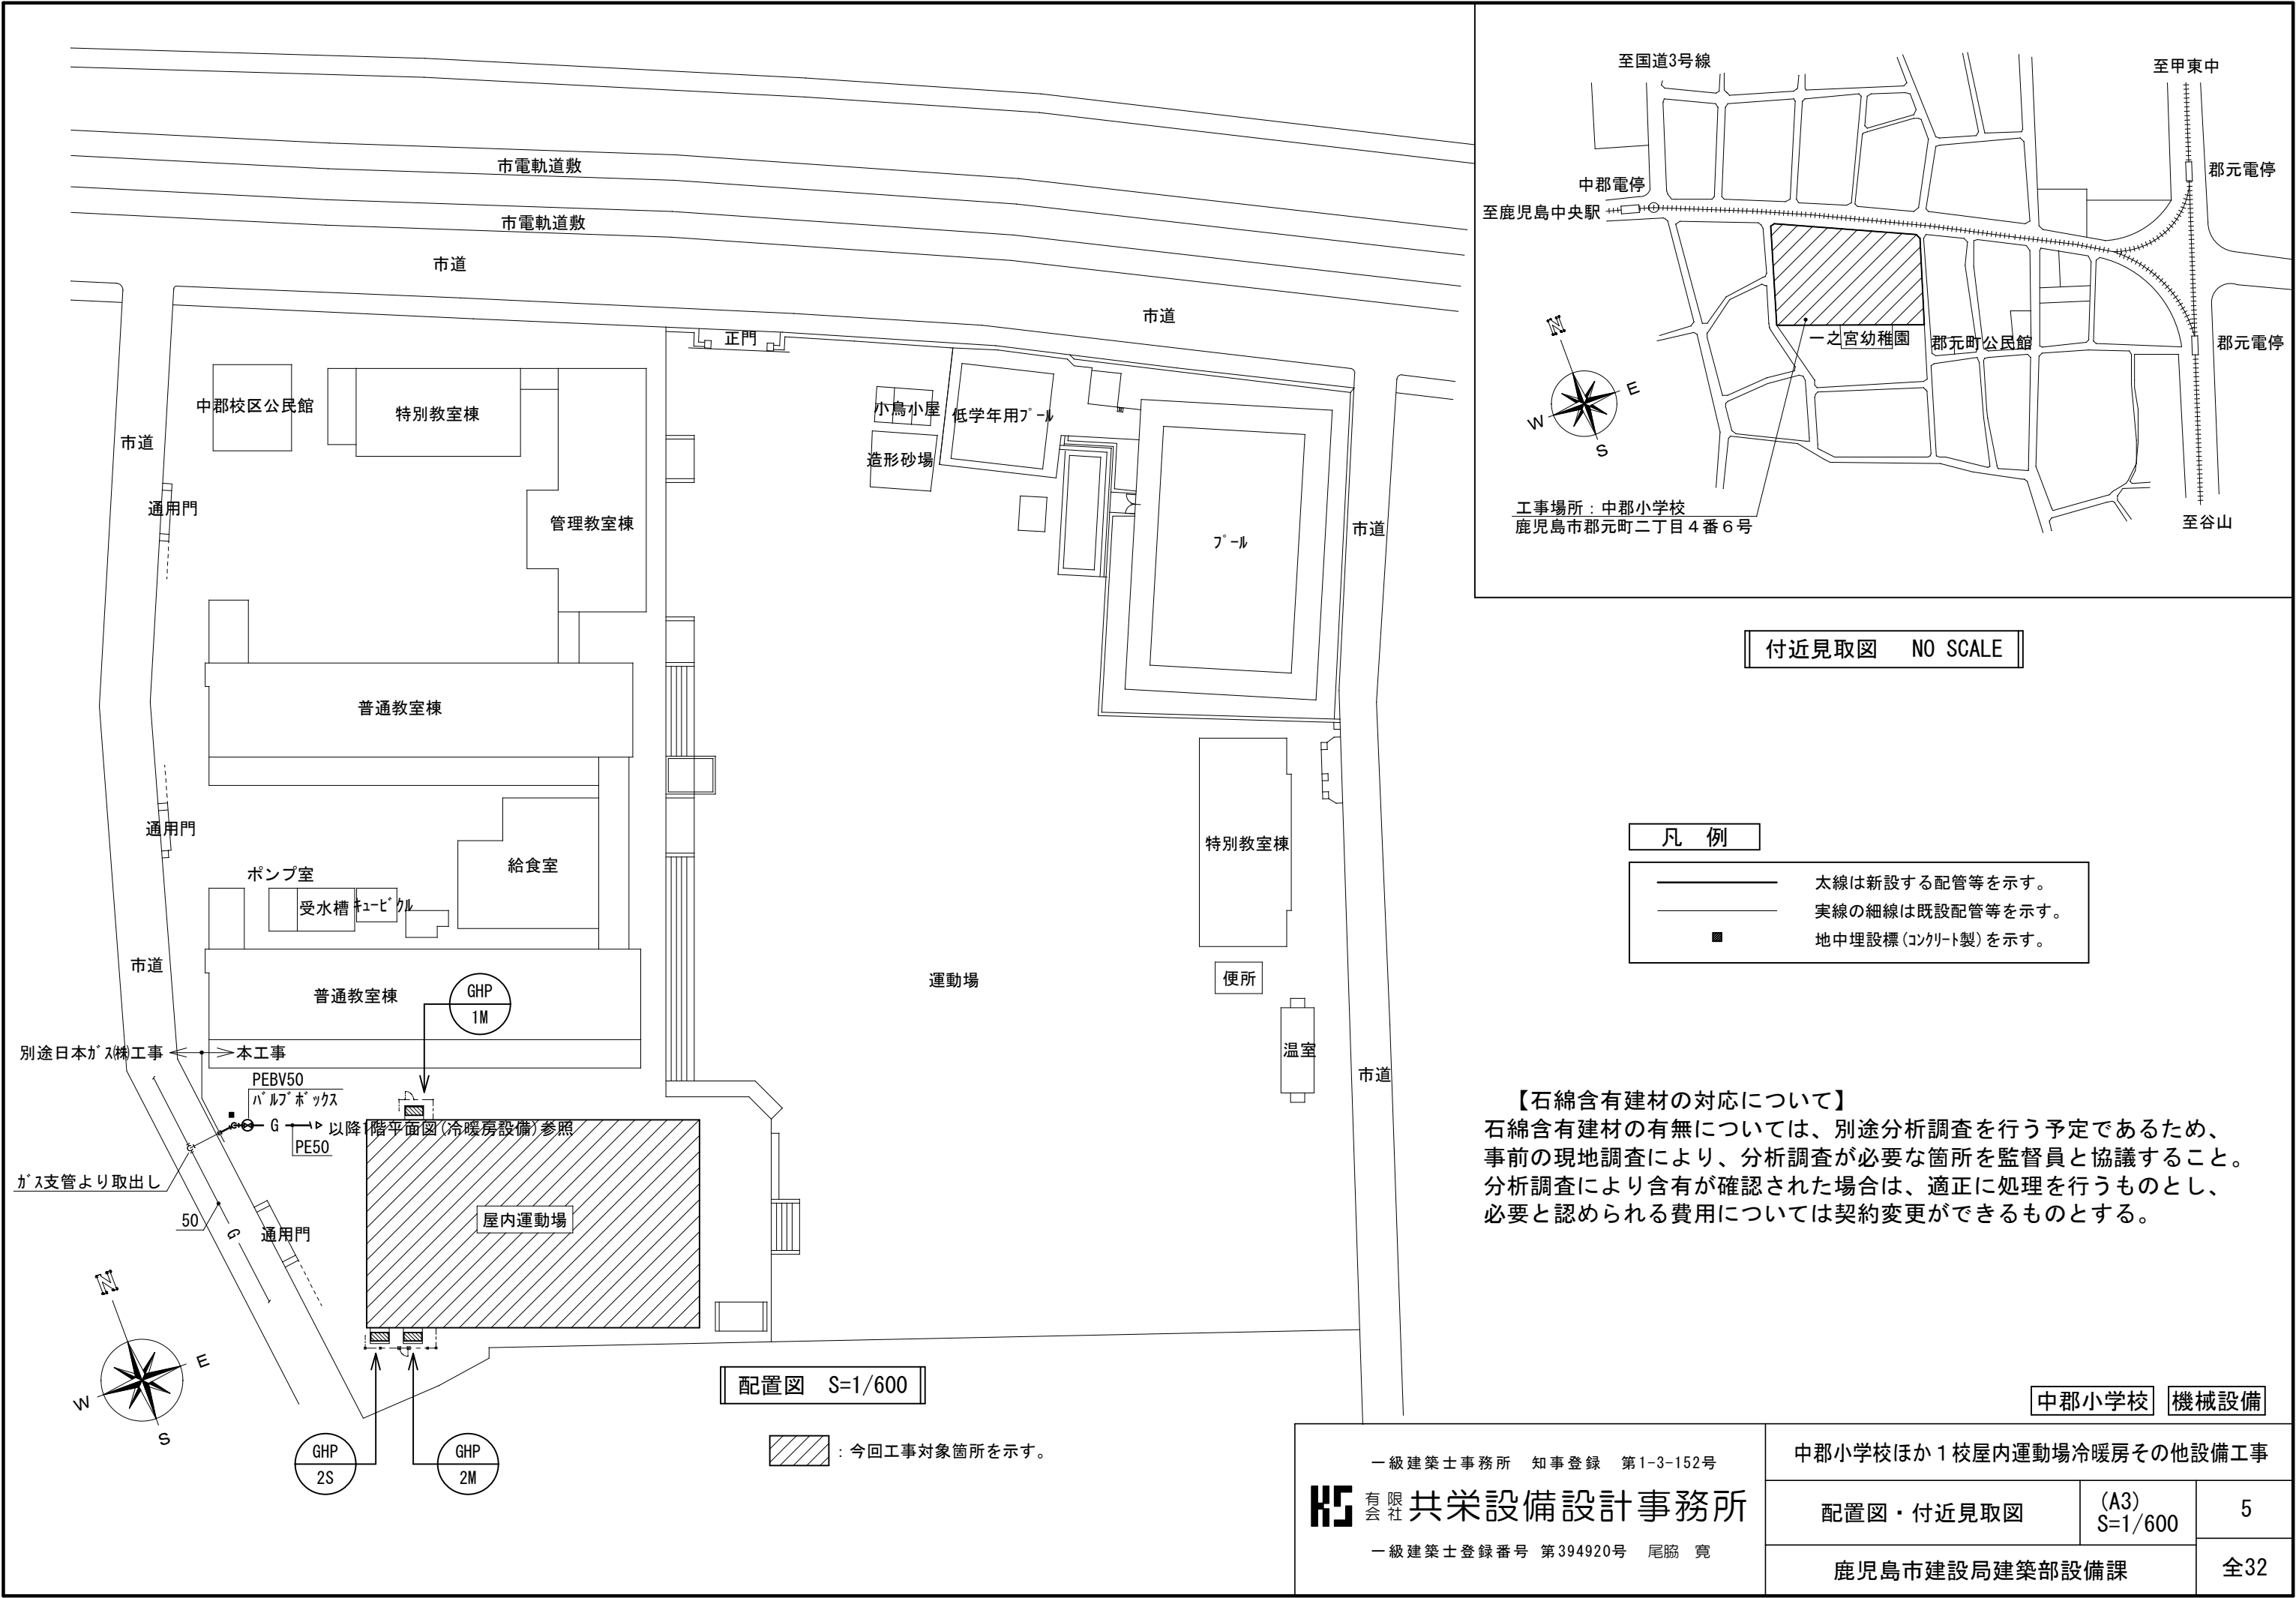 市電軌道敷
市電軌道敷
市道
市道
正門
中郡校区公民館
特別教室棟
小鳥小屋
低学年用ﾌﾟｰﾙ
市道
造形砂場
通用門
管理教室棟
ﾌﾟｰﾙ
市道
普通教室棟
通用門
給食室
特別教室棟
ポンプ室
受水槽
ｷｭｰﾋﾞｸﾙ
市道
普通教室棟
GHP
1M
運動場
便所
温室
市道
別途日本ｶﾞｽ㈱工事
本工事
PEBV50
ﾊﾞﾙﾌﾞﾎﾞｯｸｽ
G
以降1階平面図(冷暖房設備)参照
PE50
ｶﾞｽ支管より取出し
50
G
通用門
屋内運動場
N
E
W
S
GHP
2S
GHP
2M
配置図 S=1/600
：今回工事対象箇所を示す。
至国道3号線
至甲東中
中郡電停
郡元電停
至鹿児島中央駅
一之宮幼稚園
郡元町公民館
郡元電停
N
E
W
S
工事場所：中郡小学校
鹿児島市郡元町二丁目４番６号
至谷山
付近見取図 NO SCALE
凡 例
太線は新設する配管等を示す。
実線の細線は既設配管等を示す。
地中埋設標(ｺﾝｸﾘｰﾄ製)を示す。
【石綿含有建材の対応について】
石綿含有建材の有無については、別途分析調査を行う予定であるため、
事前の現地調査により、分析調査が必要な箇所を監督員と協議すること。
分析調査により含有が確認された場合は、適正に処理を行うものとし、
必要と認められる費用については契約変更ができるものとする。
中郡小学校 機械設備
一級建築士事務所 知事登録 第1-3-152号
KS 有限会社 共栄設備設計事務所
一級建築士登録番号 第394920号 尾脇 寛
中郡小学校ほか１校屋内運動場冷暖房その他設備工事
配置図・付近見取図
(A3)
S=1/600
5
鹿児島市建設局建築部設備課
全32